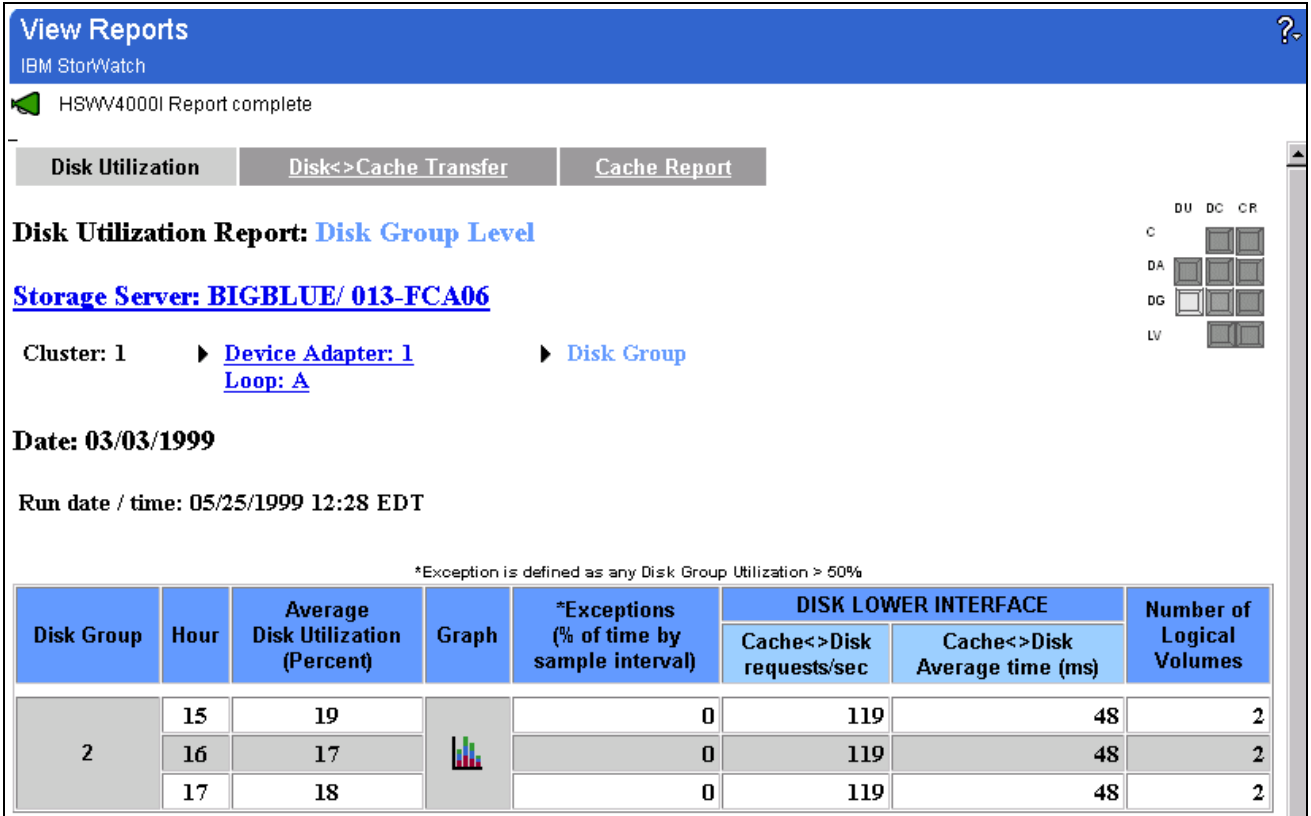 View Reports
?
IBM StorWatch
HSWV4000I Report complete
Disk Utilization Disk<>Cache Transfer Cache Report
DU DC CR
C
DA
DG
LV
Disk Utilization Report: Disk Group Level
Storage Server: BIGBLUE/ 013-FCA06
Cluster: 1 Device Adapter: 1 Disk Group
Loop: A
Date: 03/03/1999
Run date / time: 05/25/1999 12:28 EDT
*Exception is defined as any Disk Group Utilization > 50%
Disk Group
Hour
Average
Disk Utilization
(Percent)
Graph
*Exceptions
(% of time by
sample interval)
DISK LOWER INTERFACE
Cache<>Disk
requests/sec
Cache<>Disk
Average time (ms)
Number of
Logical
Volumes
15 19 0 119 48 2
2 16 17 0 119 48 2
17 18 0 119 48 2